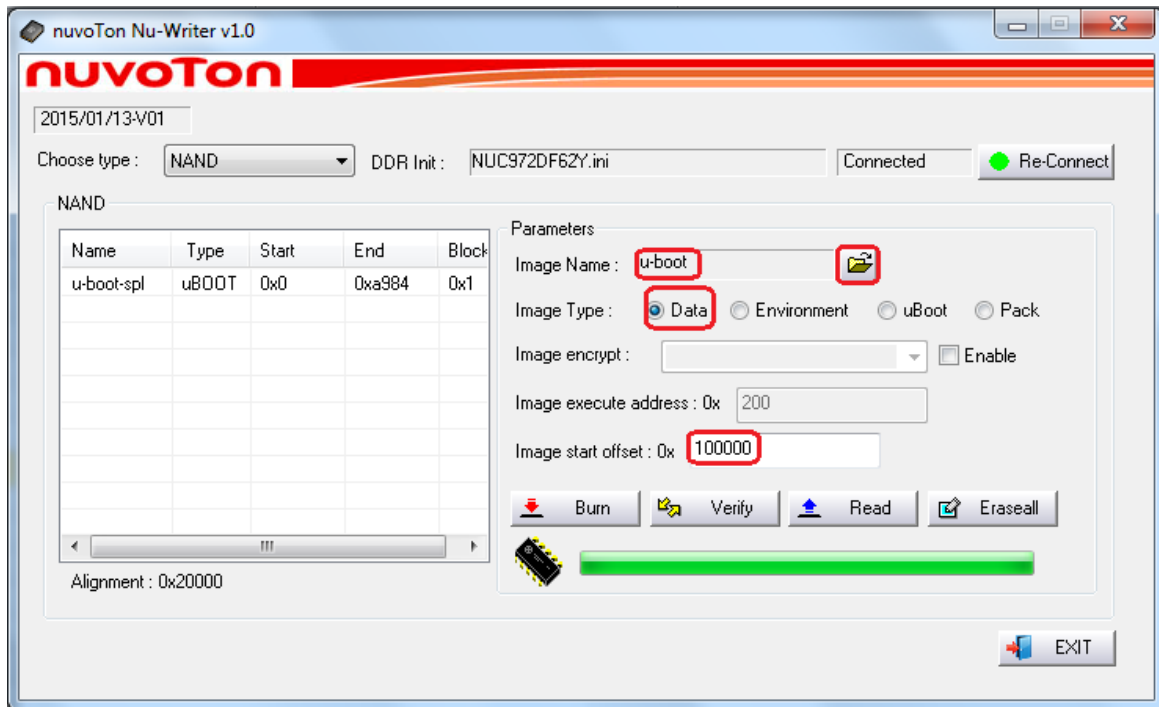 nuvoTon Nu-Writer v1.0
nuvoTon
2015/01/13-V01
Choose type : NAND DDR Init : NUC972DF62Y.ini Connected Re-Connect
NAND
Name Type Start End Block
u-boot-spl uBOOT 0x0 0xa984 0x1
Alignment : 0x20000
Parameters
Image Name : u-boot
Image Type : Data Environment uBoot Pack
Image encrypt : Enable
Image execute address : 0x 200
Image start offset : 0x 100000
Burn Verify Read Eraseall
EXIT